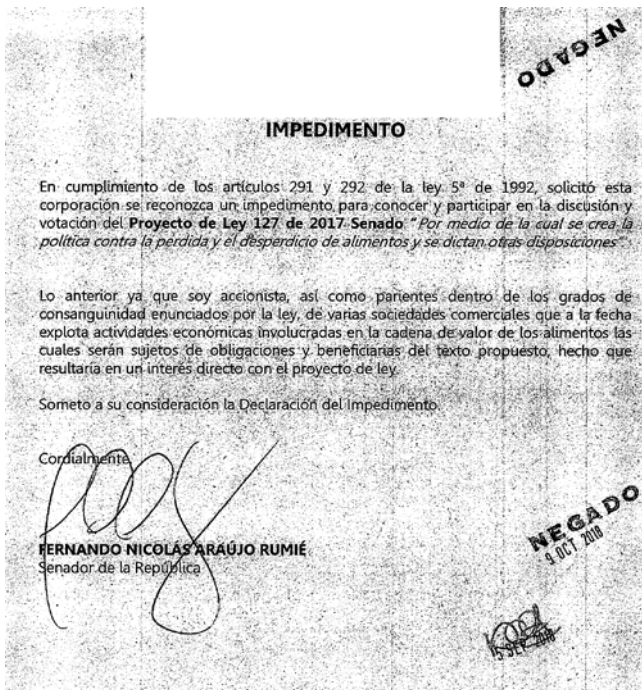 NEGADO
IMPEDIMENTO
En cumplimiento de los artículos 291 y 292 de la ley 5ª de 1992, solicitó esta
corporación se reconozca un impedimento para conocer y participar en la discusión y
votación del Proyecto de Ley 127 de 2017 Senado "Por medio de la cual se crea la
política contra la perdida y el desperdicio de alimentos y se dictan otras disposiciones"
Lo anterior ya que soy accionista, así como parientes dentro de los grados de
consanguinidad enunciados por la ley, de varias sociedades comerciales que a la fecha
explota actividades económicas involucradas en la cadena de valor de los alimentos las
cuales serán sujetos de obligaciones y beneficiarias del texto propuesto, hecho que
resultaría en un interés directo con el proyecto de ley.
Someto a su consideración la Declaración del Impedimento.
Cordialmente,
FERNANDO NICOLÁS ARAÚJO RUMIÉ
Senador de la República
NEGADO
9 OCT 2018
SEP 2018